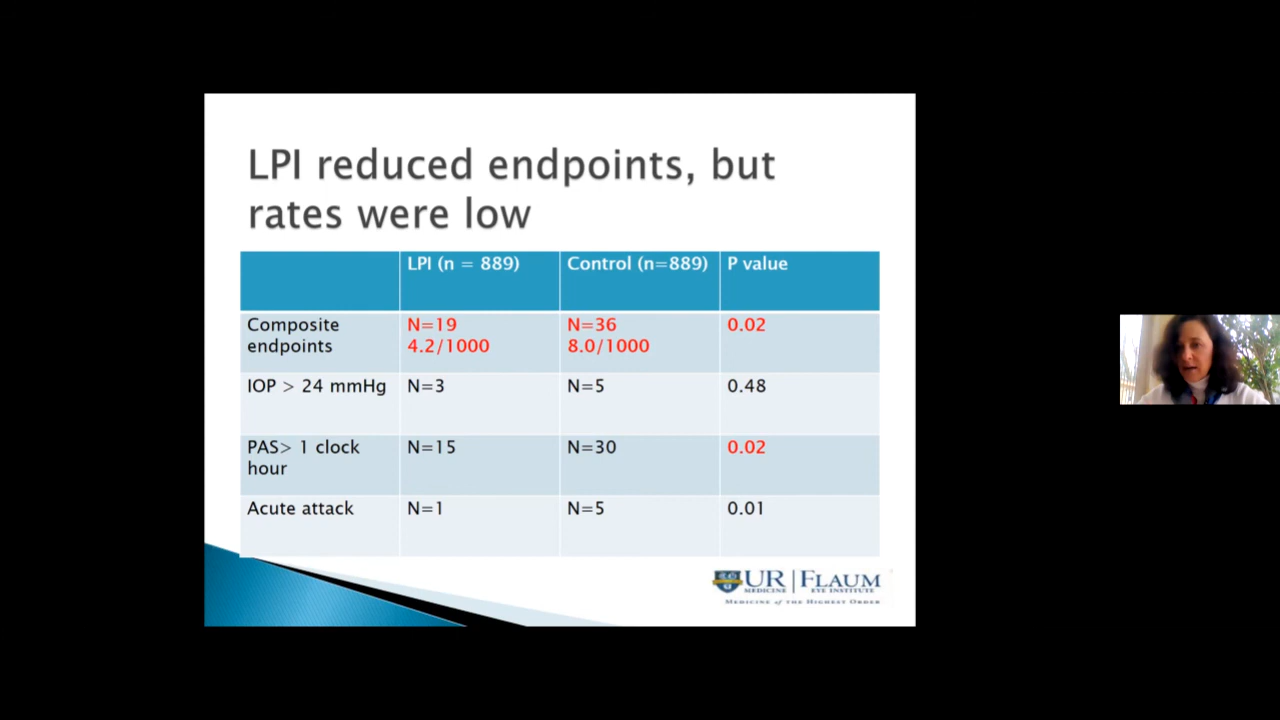 LPI reduced endpoints, but
rates were low
LPI (n = 889) Control (n=889) P value
Composite endpoints N=19 4.2/1000 N=36 8.0/1000 0.02
IOP > 24 mmHg N=3 N=5 0.48
PAS> 1 clock hour N=15 N=30 0.02
Acute attack N=1 N=5 0.01
UR MEDICINE | FLAUM EYE INSTITUTE
MEDICINE of THE HIGHEST ORDER